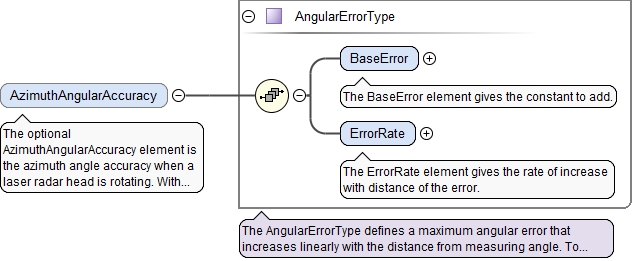 AngularErrorType
BaseError
The BaseError element gives the constant to add.
AzimuthAngularAccuracy
The optional
AzimuthAngularAccuracy element is
the azimuth angle accuracy when a
laser radar head is rotating. With...
ErrorRate
The ErrorRate element gives the rate of increase
with distance of the error.
The AngularErrorType defines a maximum angular error that
increases linearly with the distance from measuring angle. To...